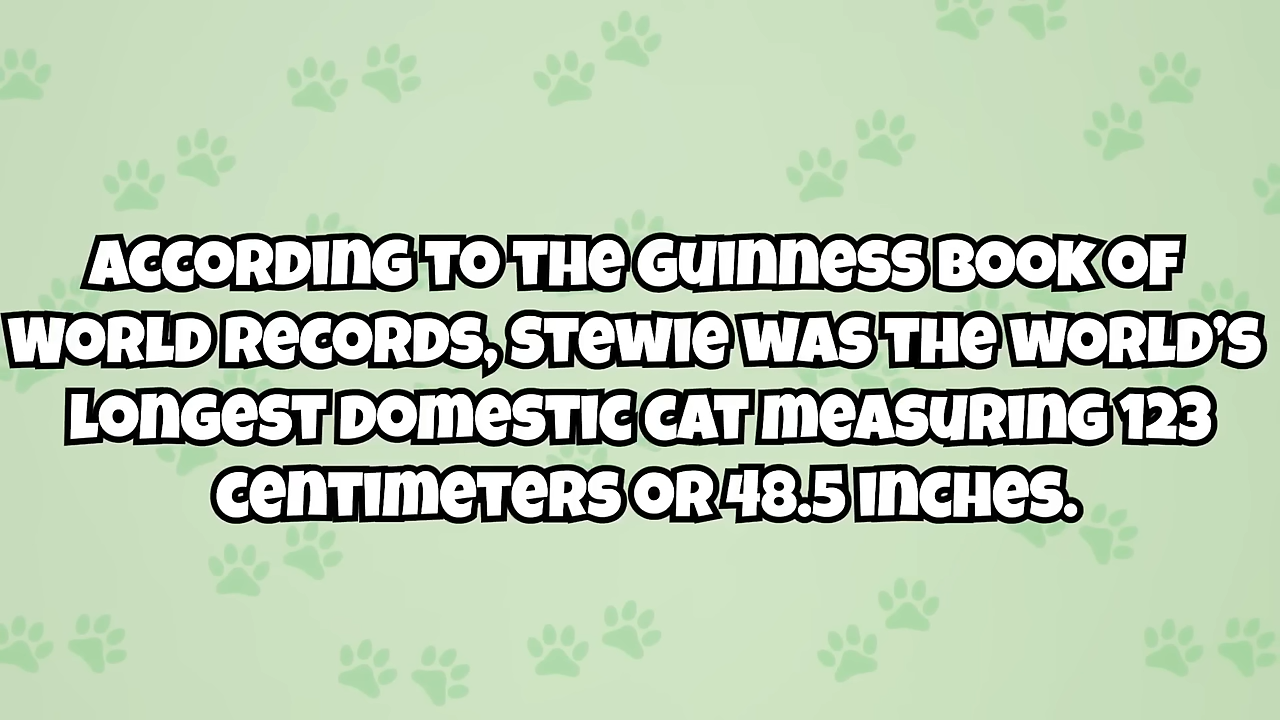 ACCORDING TO THE GUINNESS BOOK OF
WORLD RECORDS, STEWIE WAS THE WORLD'S
LONGEST DOMESTIC CAT MEASURING 123
CENTIMETERS OR 48.5 INCHES.